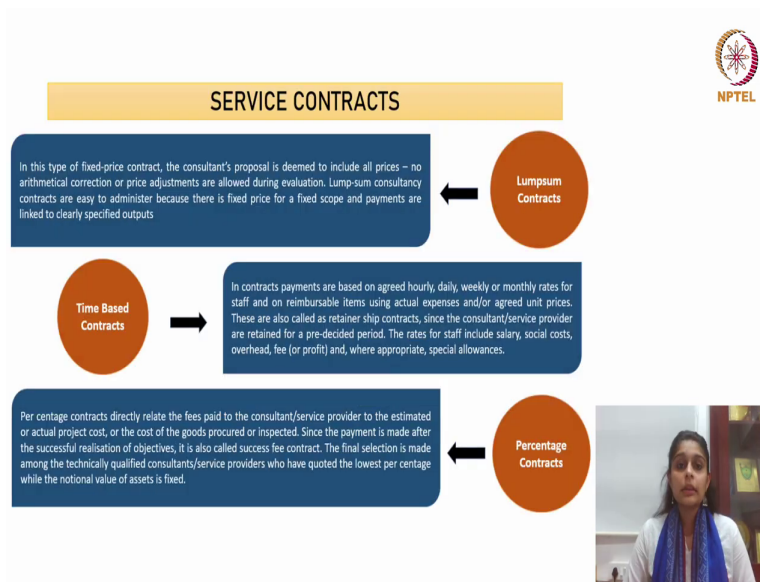 NPTEL
SERVICE CONTRACTS
In this type of fixed-price contract, the consultant's proposal is deemed to include all prices – no
arithmetical correction or price adjustments are allowed during evaluation. Lump-sum consultancy
contracts are easy to administer because there is fixed price for a fixed scope and payments are
linked to clearly specified outputs
Lumpsum
Contracts
Time Based
Contracts
In contracts payments are based on agreed hourly, daily, weekly or monthly rates for
staff and on reimbursable items using actual expenses and/or agreed unit prices.
These are also called as retainer ship contracts, since the consultant/service provider
are retained for a pre-decided period. The rates for staff include salary, social costs,
overhead, fee (or profit) and, where appropriate, special allowances.
Per centage contracts directly relate the fees paid to the consultant/service provider to the estimated
or actual project cost, or the cost of the goods procured or inspected. Since the payment is made after
the successful realisation of objectives, it is also called success fee contract. The final selection is made
among the technically qualified consultants/service providers who have quoted the lowest per centage
while the notional value of assets is fixed.
Percentage
Contracts